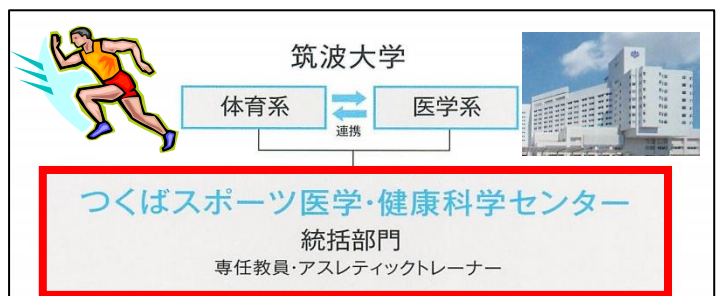 筑波大学
体育系
医学系
連携
つくばスポーツ医学・健康科学センター
統括部門
専任教員・アスレティックトレーナー